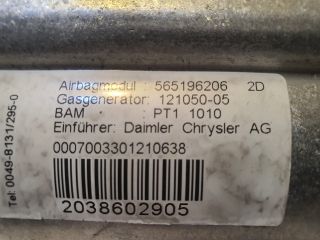 Airbagmodul : 565196206 2D
Gasgenerator: 121050-05
BAM : PT1 1010
Einführer: Daimler Chrysler AG
0007003301210638
2038602905
Tel: 0049-8131/295-0